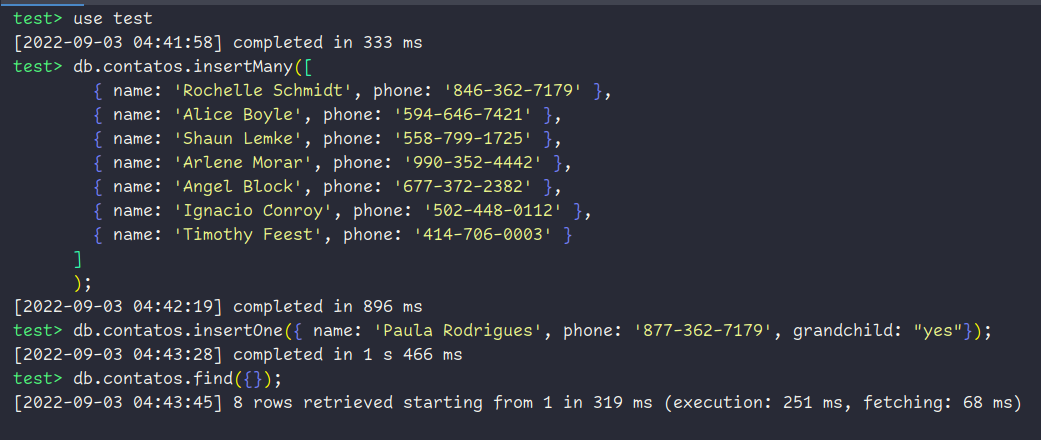 test> use test
[2022-09-03 04:41:58] completed in 333 ms
test> db.contatos.insertMany([
{ name: 'Rochelle Schmidt', phone: '846-362-7179' },
{ name: 'Alice Boyle', phone: '594-646-7421' },
{ name: 'Shaun Lemke', phone: '558-799-1725' },
{ name: 'Arlene Morar', phone: '990-352-4442' },
{ name: 'Angel Block', phone: '677-372-2382' },
{ name: 'Ignacio Conroy', phone: '502-448-0112' },
{ name: 'Timothy Feest', phone: '414-706-0003' }
]
);
[2022-09-03 04:42:19] completed in 896 ms
test> db.contatos.insertOne({ name: 'Paula Rodrigues', phone: '877-362-7179', grandchild: "yes"});
[2022-09-03 04:43:28] completed in 1 s 466 ms
test> db.contatos.find({});
[2022-09-03 04:43:45] 8 rows retrieved starting from 1 in 319 ms (execution: 251 ms, fetching: 68 ms)